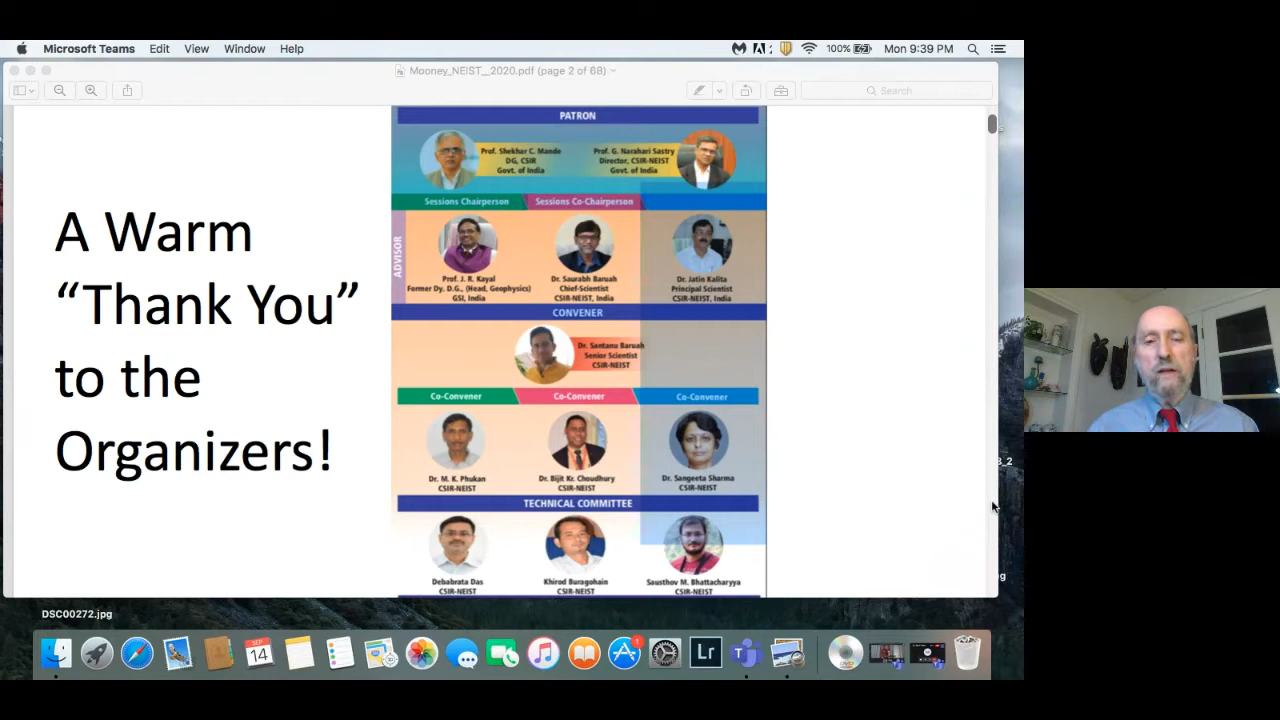 Microsoft Teams Edit View Window Help
100% Mon 9:39 PM
Mooney_NEIST__2020.pdf (page 2 of 68)
Search
A Warm
“Thank You”
to the
Organizers!
PATRON
Prof. Shekhar C. Mande
DG, CSIR
Govt. of India
Prof. G. Narahari Sastry
Director, CSIR-NEIST
Govt. of India
Sessions Chairperson
Sessions Co-Chairperson
ADVISOR
Prof. J. R. Kayal
Former Dy. D.G., (Head, Geophysics)
GSI, India
Dr. Saurabh Baruah
Chief-Scientist
CSIR-NEIST, India
Dr. Jatin Kalita
Principal Scientist
CSIR-NEIST, India
CONVENER
Dr. Santanu Baruah
Senior Scientist
CSIR-NEIST
Co-Convener
Co-Convener
Co-Convener
Dr. M. K. Phukan
CSIR-NEIST
Dr. Bijit Kr. Choudhury
CSIR-NEIST
Dr. Sangeeta Sharma
CSIR-NEIST
TECHNICAL COMMITTEE
Debabrata Das
CSIR-NEIST
Khirod Buragohain
CSIR-NEIST
Sausthov M. Bhattacharyya
CSIR-NEIST
DSC00272.jpg
SEP
14
1
Lr